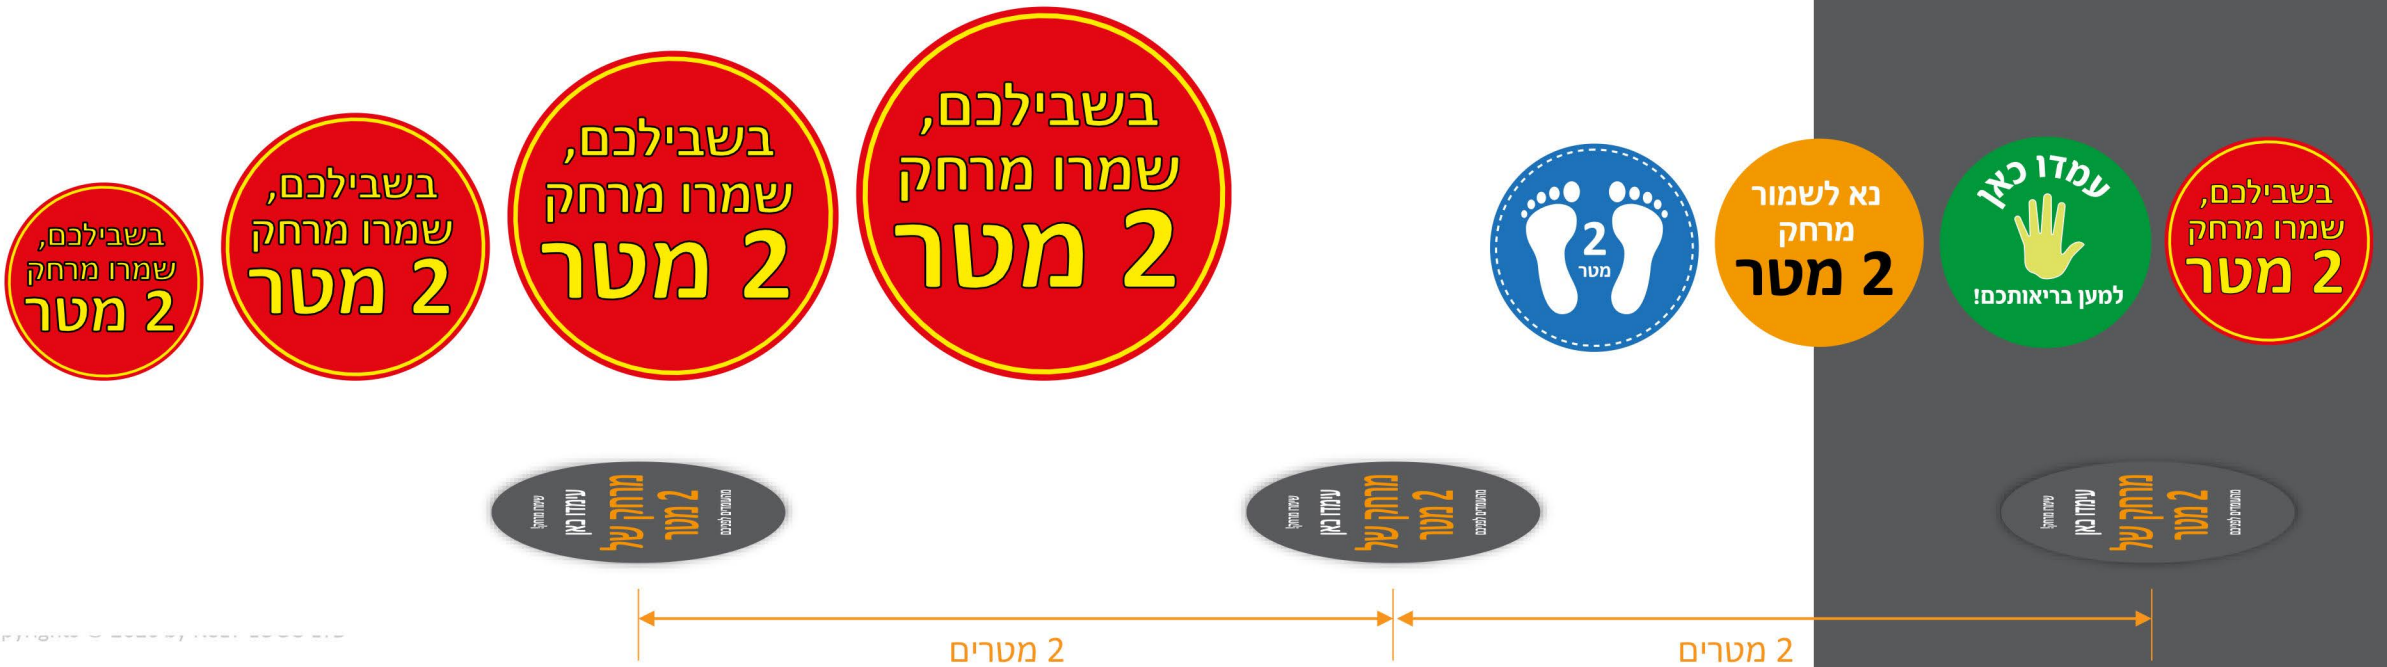 בשבילכם,
שמרו מרחק
2 מטר
בשבילכם,
שמרו מרחק
2 מטר
בשבילכם,
שמרו מרחק
2 מטר
בשבילכם,
שמרו מרחק
2 מטר
2
מטר
נא לשמור
מרחק
2 מטר
עמדו כאן
למען בריאותכם!
בשבילכם,
שמרו מרחק
2 מטר
עימדו כאן
מרחק של
2 מטר
עימדו כאן
מרחק של
2 מטר
עימדו כאן
מרחק של
2 מטר
2 מטרים
2 מטרים